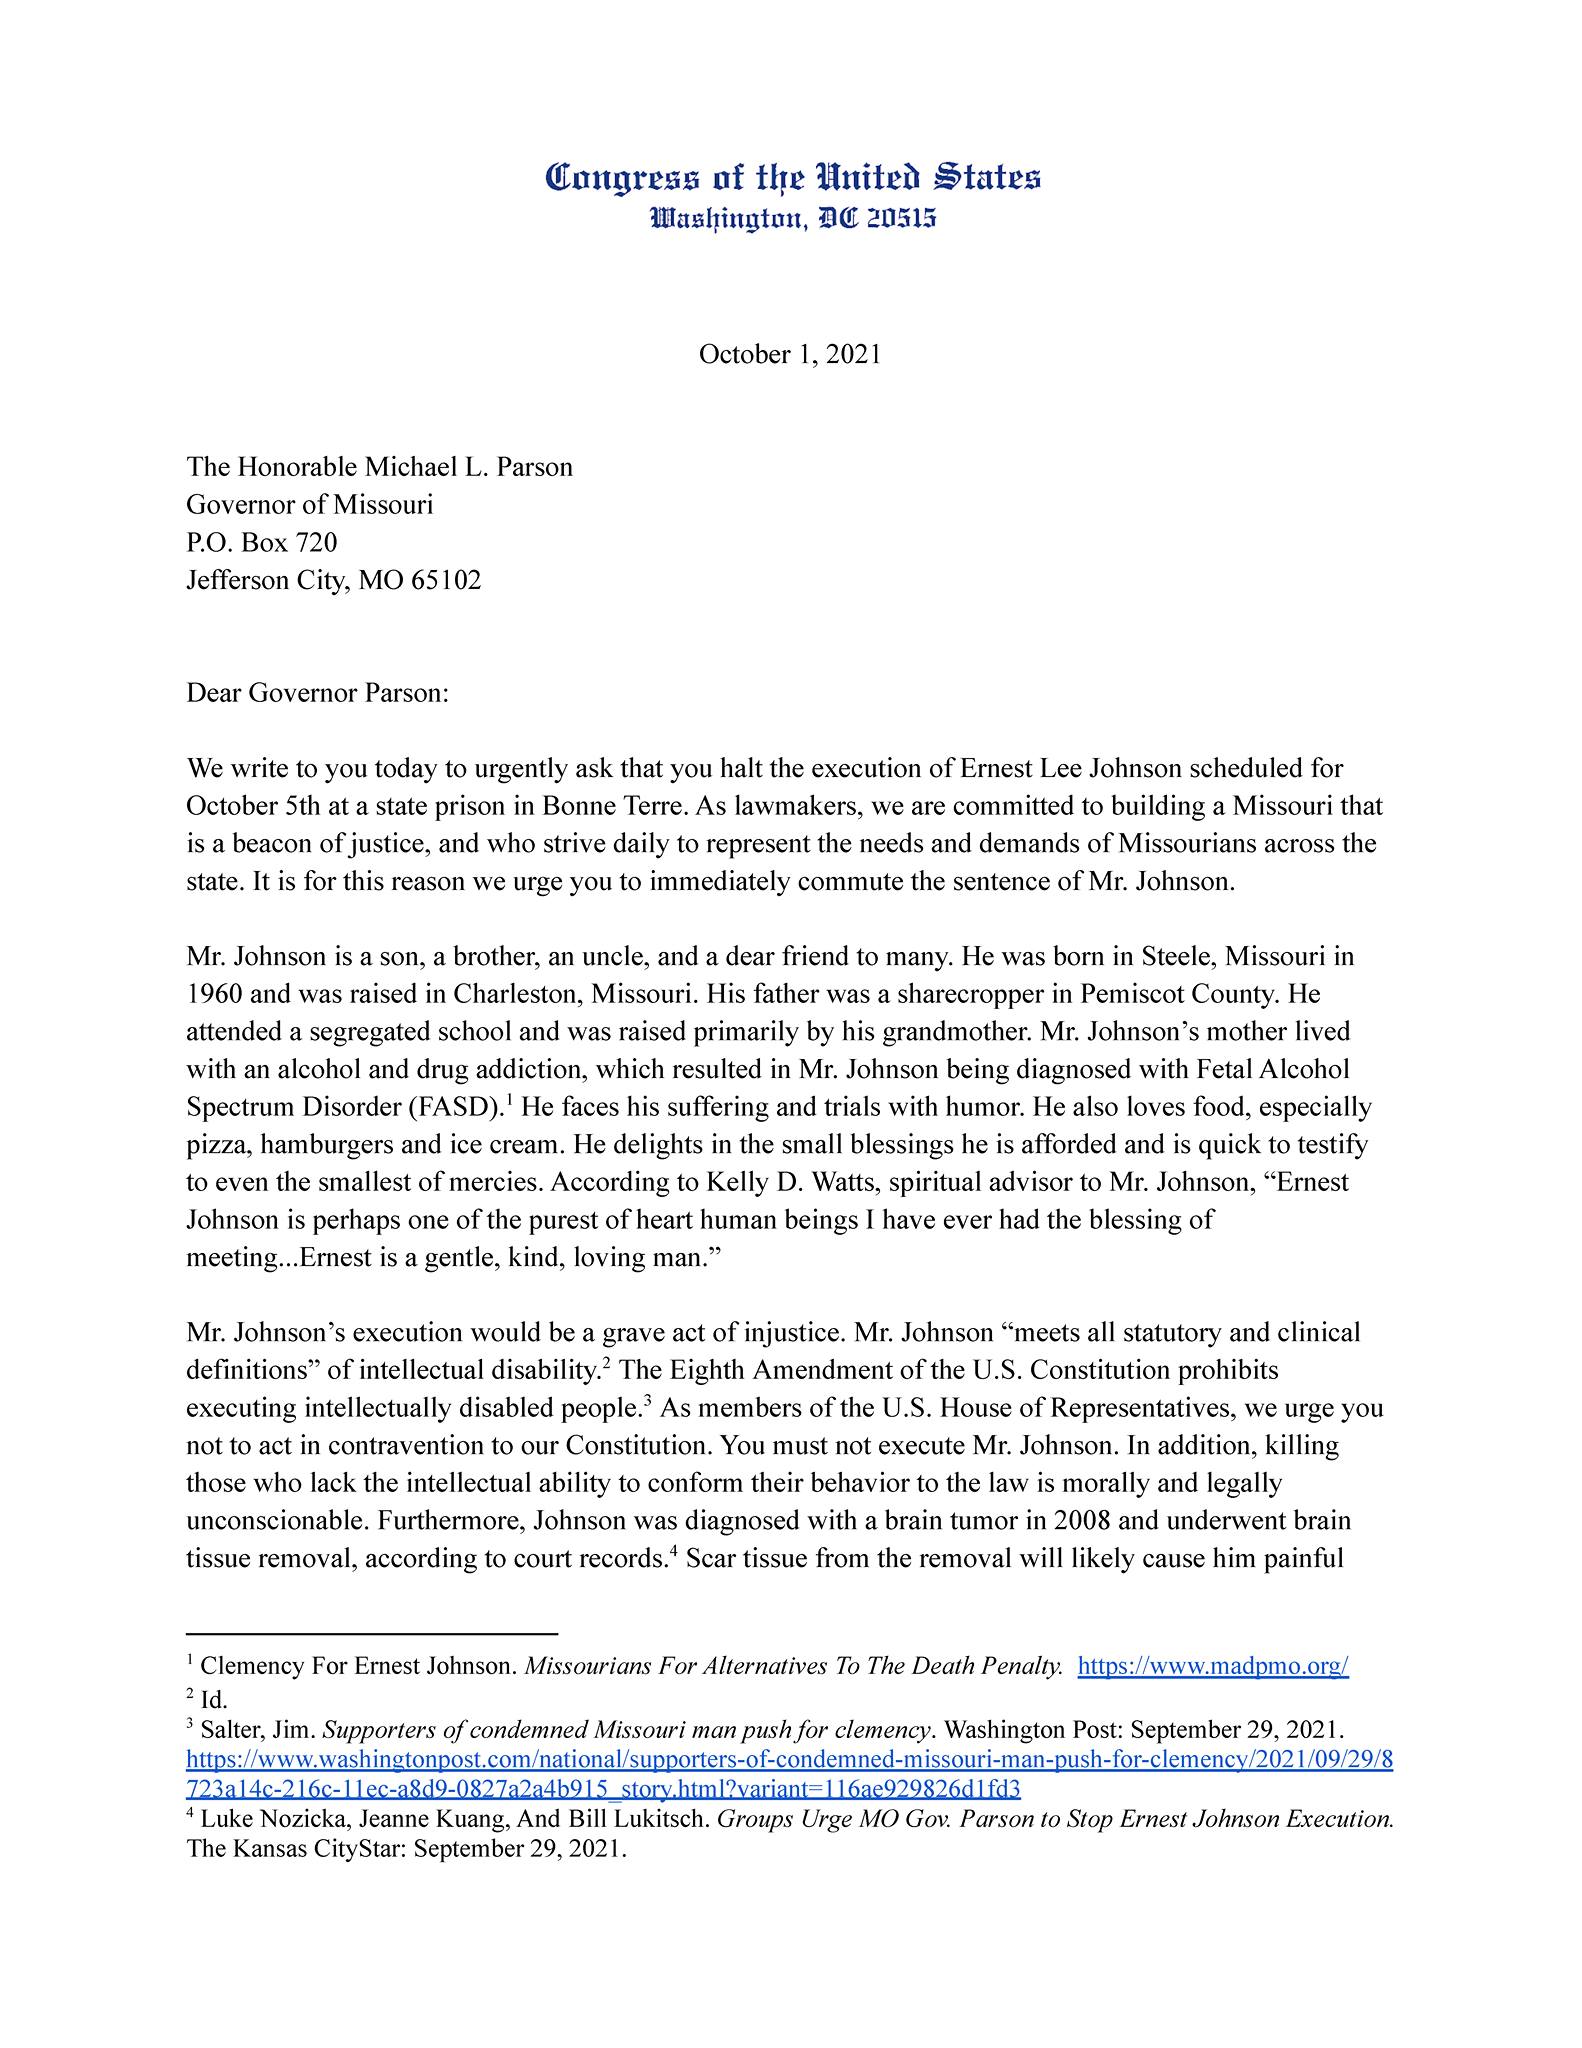 Congress of the United States
Washington, DC 20515
October 1, 2021
The Honorable Michael L. Parson
Governor of Missouri
P.O. Box 720
Jefferson City, MO 65102
Dear Governor Parson:
We write to you today to urgently ask that you halt the execution of Ernest Lee Johnson scheduled for
October 5th at a state prison in Bonne Terre. As lawmakers, we are committed to building a Missouri that
is a beacon of justice, and who strive daily to represent the needs and demands of Missourians across the
state. It is for this reason we urge you to immediately commute the sentence of Mr. Johnson.
Mr. Johnson is a son, a brother, an uncle, and a dear friend to many. He was born in Steele, Missouri in
1960 and was raised in Charleston, Missouri. His father was a sharecropper in Pemiscot County. He
attended a segregated school and was raised primarily by his grandmother. Mr. Johnson’s mother lived
with an alcohol and drug addiction, which resulted in Mr. Johnson being diagnosed with Fetal Alcohol
Spectrum Disorder (FASD).1 He faces his suffering and trials with humor. He also loves food, especially
pizza, hamburgers and ice cream. He delights in the small blessings he is afforded and is quick to testify
to even the smallest of mercies. According to Kelly D. Watts, spiritual advisor to Mr. Johnson, “Ernest
Johnson is perhaps one of the purest of heart human beings I have ever had the blessing of
meeting...Ernest is a gentle, kind, loving man.”
Mr. Johnson’s execution would be a grave act of injustice. Mr. Johnson “meets all statutory and clinical
definitions” of intellectual disability.2 The Eighth Amendment of the U.S. Constitution prohibits
executing intellectually disabled people.3 As members of the U.S. House of Representatives, we urge you
not to act in contravention to our Constitution. You must not execute Mr. Johnson. In addition, killing
those who lack the intellectual ability to conform their behavior to the law is morally and legally
unconscionable. Furthermore, Johnson was diagnosed with a brain tumor in 2008 and underwent brain
tissue removal, according to court records.4 Scar tissue from the removal will likely cause him painful
1 Clemency For Ernest Johnson. Missourians For Alternatives To The Death Penalty. https://www.madpmo.org/
2 Id.
3 Salter, Jim. Supporters of condemned Missouri man push for clemency. Washington Post: September 29, 2021.
https://www.washingtonpost.com/national/supporters-of-condemned-missouri-man-push-for-clemency/2021/09/29/8
723a14c-216c-11ec-a8d9-0827a2a4b915_story.html?variant=116ae929826d1fd3
4 Luke Nozicka, Jeanne Kuang, And Bill Lukitsch. Groups Urge MO Gov. Parson to Stop Ernest Johnson Execution.
The Kansas CityStar: September 29, 2021.